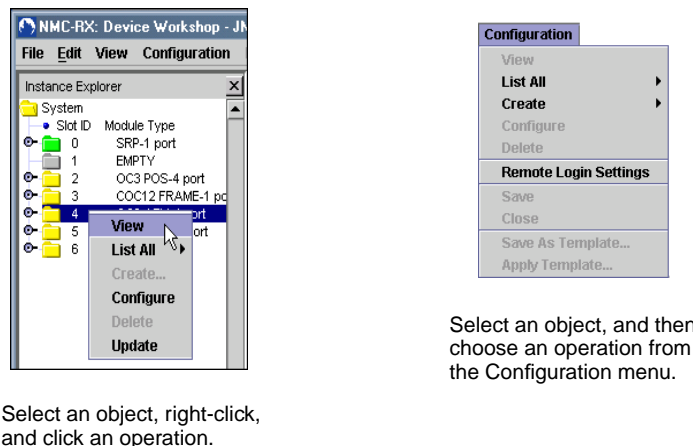 NMC-RX: Device Workshop - JN
File Edit View Configuration
Instance Explorer
System
Slot ID Module Type
0 SRP-1 port
1 EMPTY
2 OC3 POS-4 port
3 COC12 FRAME-1 po
4 port
5 ort
6
View
List All
Create...
Configure
Delete
Update
Select an object, right-click,
and click an operation.
Configuration
View
List All
Create
Configure
Delete
Remote Login Settings
Save
Close
Save As Template...
Apply Template...
Select an object, and then
choose an operation from
the Configuration menu.